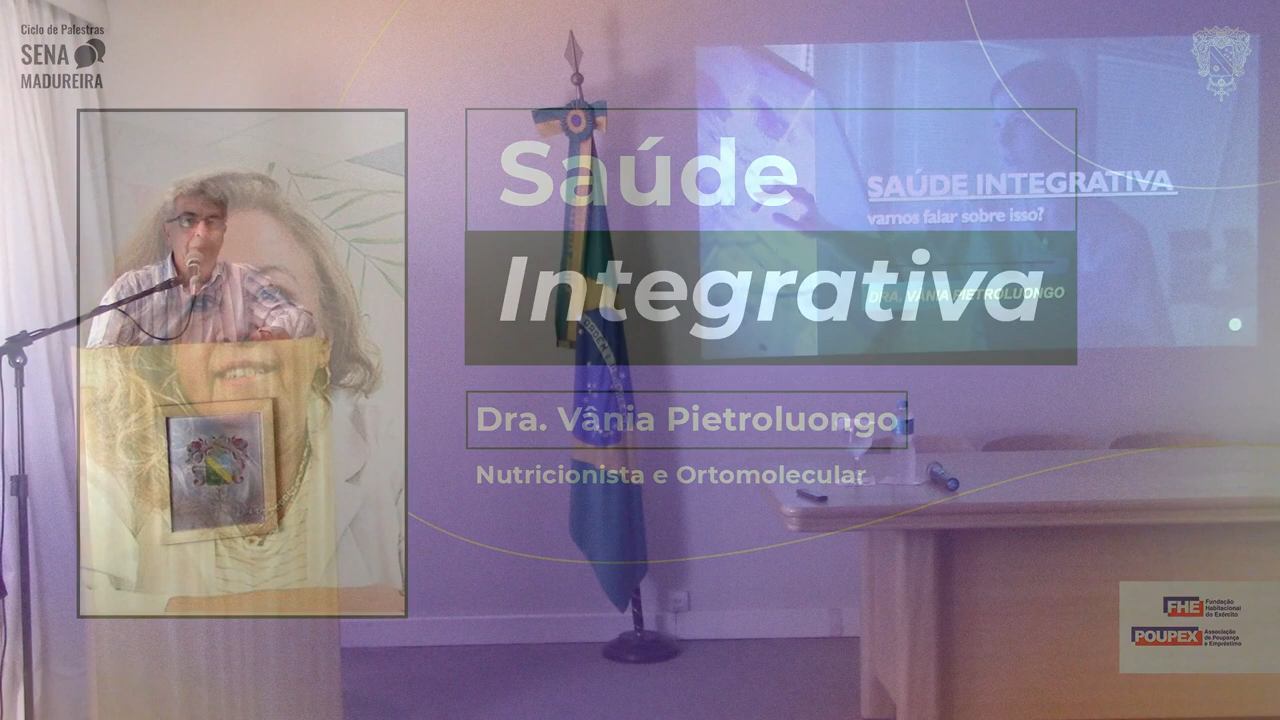 Ciclo de Palestras
SENA
MADUREIRA
Saúde
Integrativa
Dra. Vânia Pietroluongo
Nutricionista e Ortomolecular
SAÚDE INTEGRATIVA
vamos falar sobre isso?
DRA. VÂNIA PIETROLUONGO
ORDEM E
FHE Fundação
Habitacional
do Exército
POUPEX Associação
de Poupança
e Empréstimo